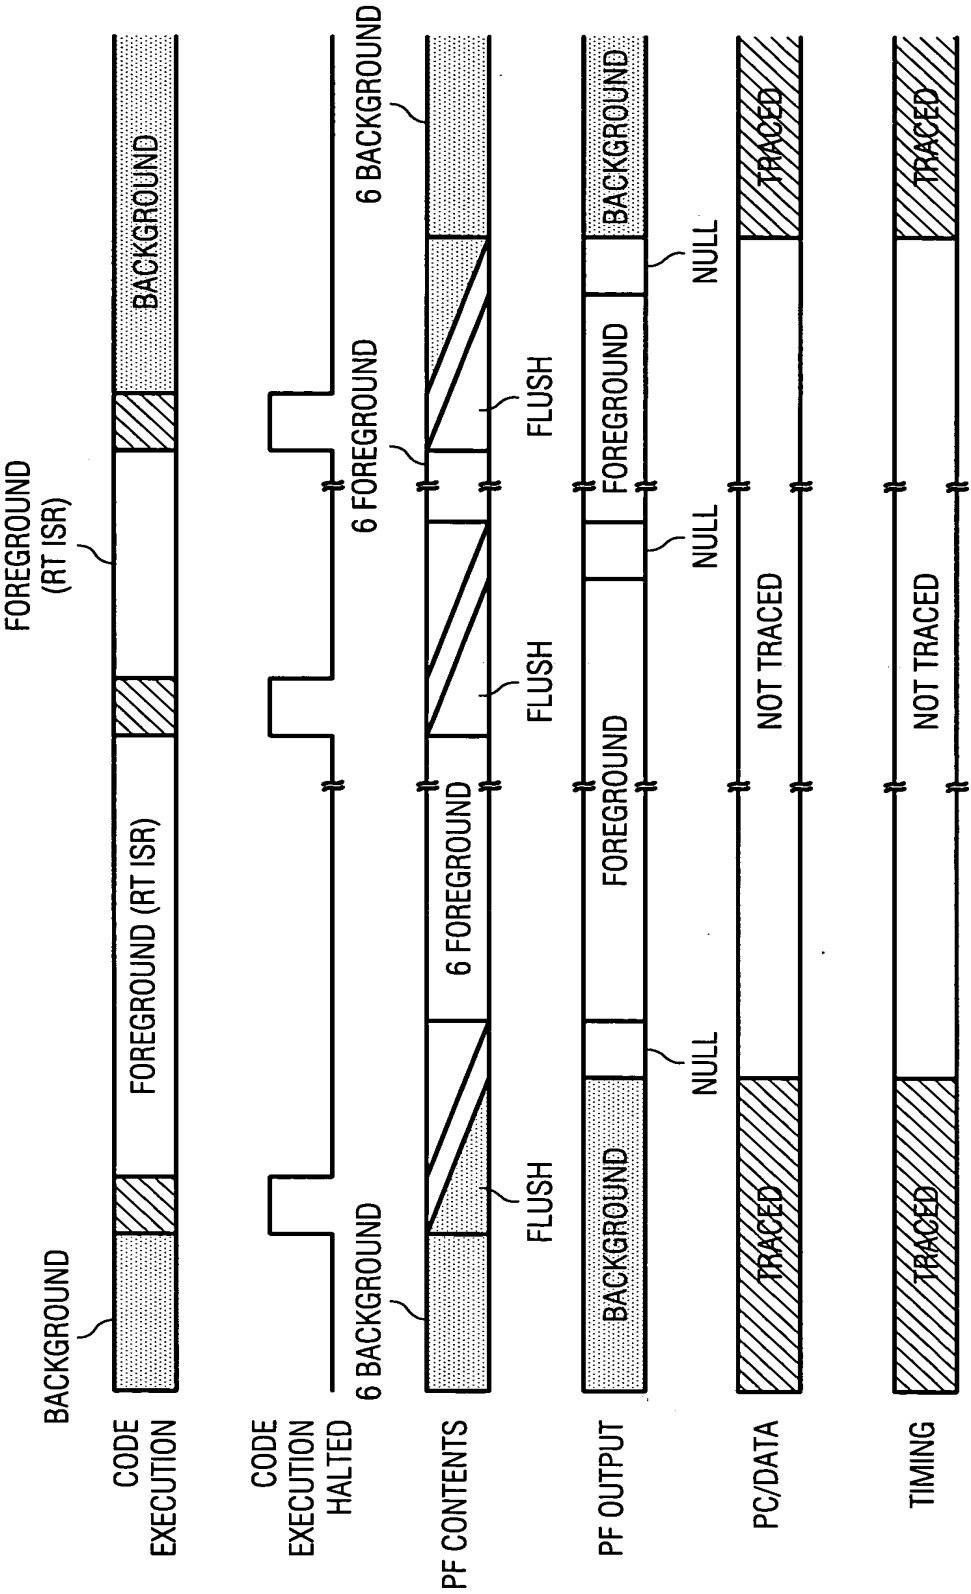 BACKGROUND
FOREGROUND
(RT ISR)
CODE
EXECUTION
FOREGROUND (RT ISR)
BACKGROUND
CODE
EXECUTION
HALTED
6 BACKGROUND
6 FOREGROUND
6 BACKGROUND
PF CONTENTS
6 FOREGROUND
FLUSH
FLUSH
FLUSH
PF OUTPUT
BACKGROUND
FOREGROUND
FOREGROUND
BACKGROUND
NULL
NULL
NULL
PC/DATA
TRACED
NOT TRACED
TRACED
TIMING
TRACED
NOT TRACED
TRACED